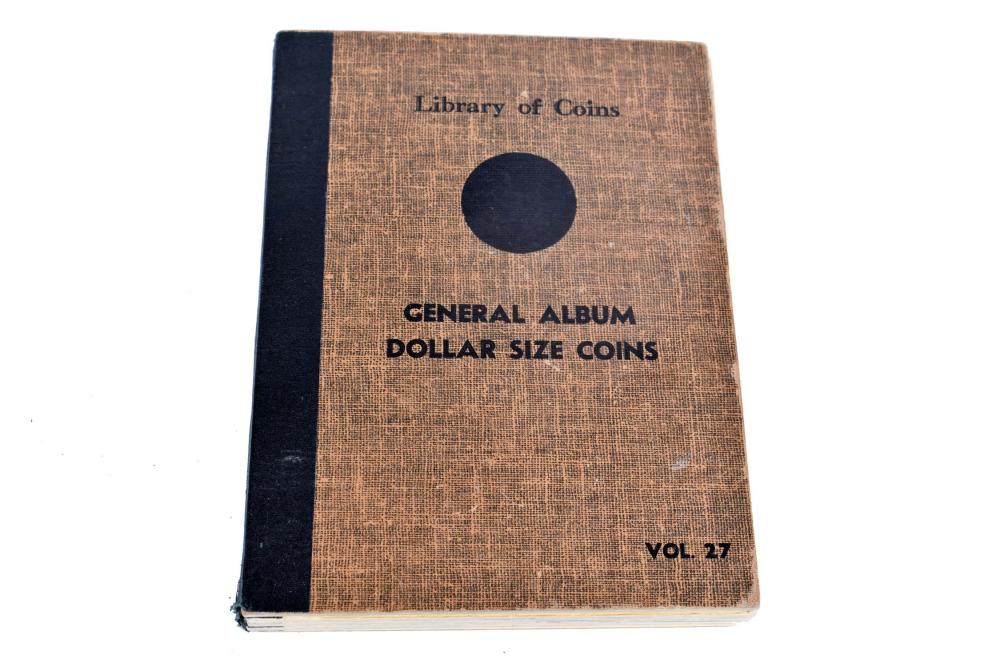 Library of Coins
GENERAL ALBUM
DOLLAR SIZE COINS
VOL. 27